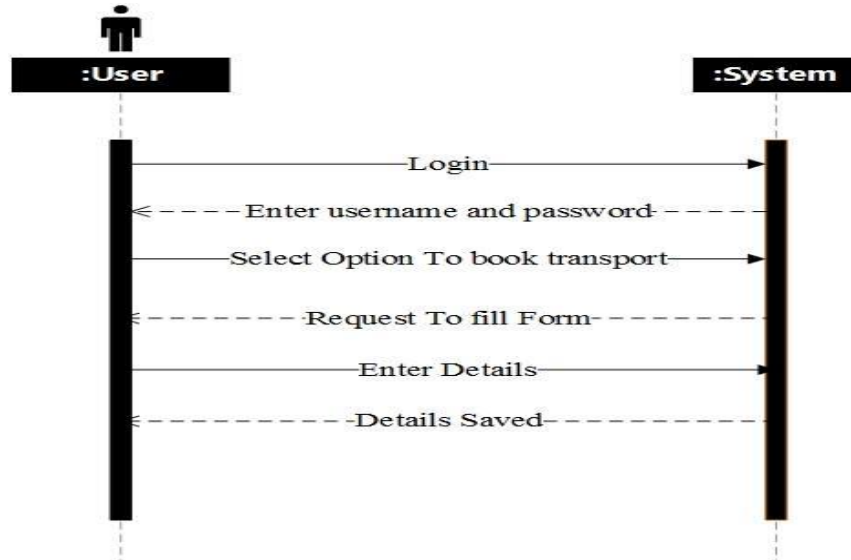 :User
:System
Login
Enter username and password
Select Option To book transport
Request To fill Form
Enter Details
Details Saved